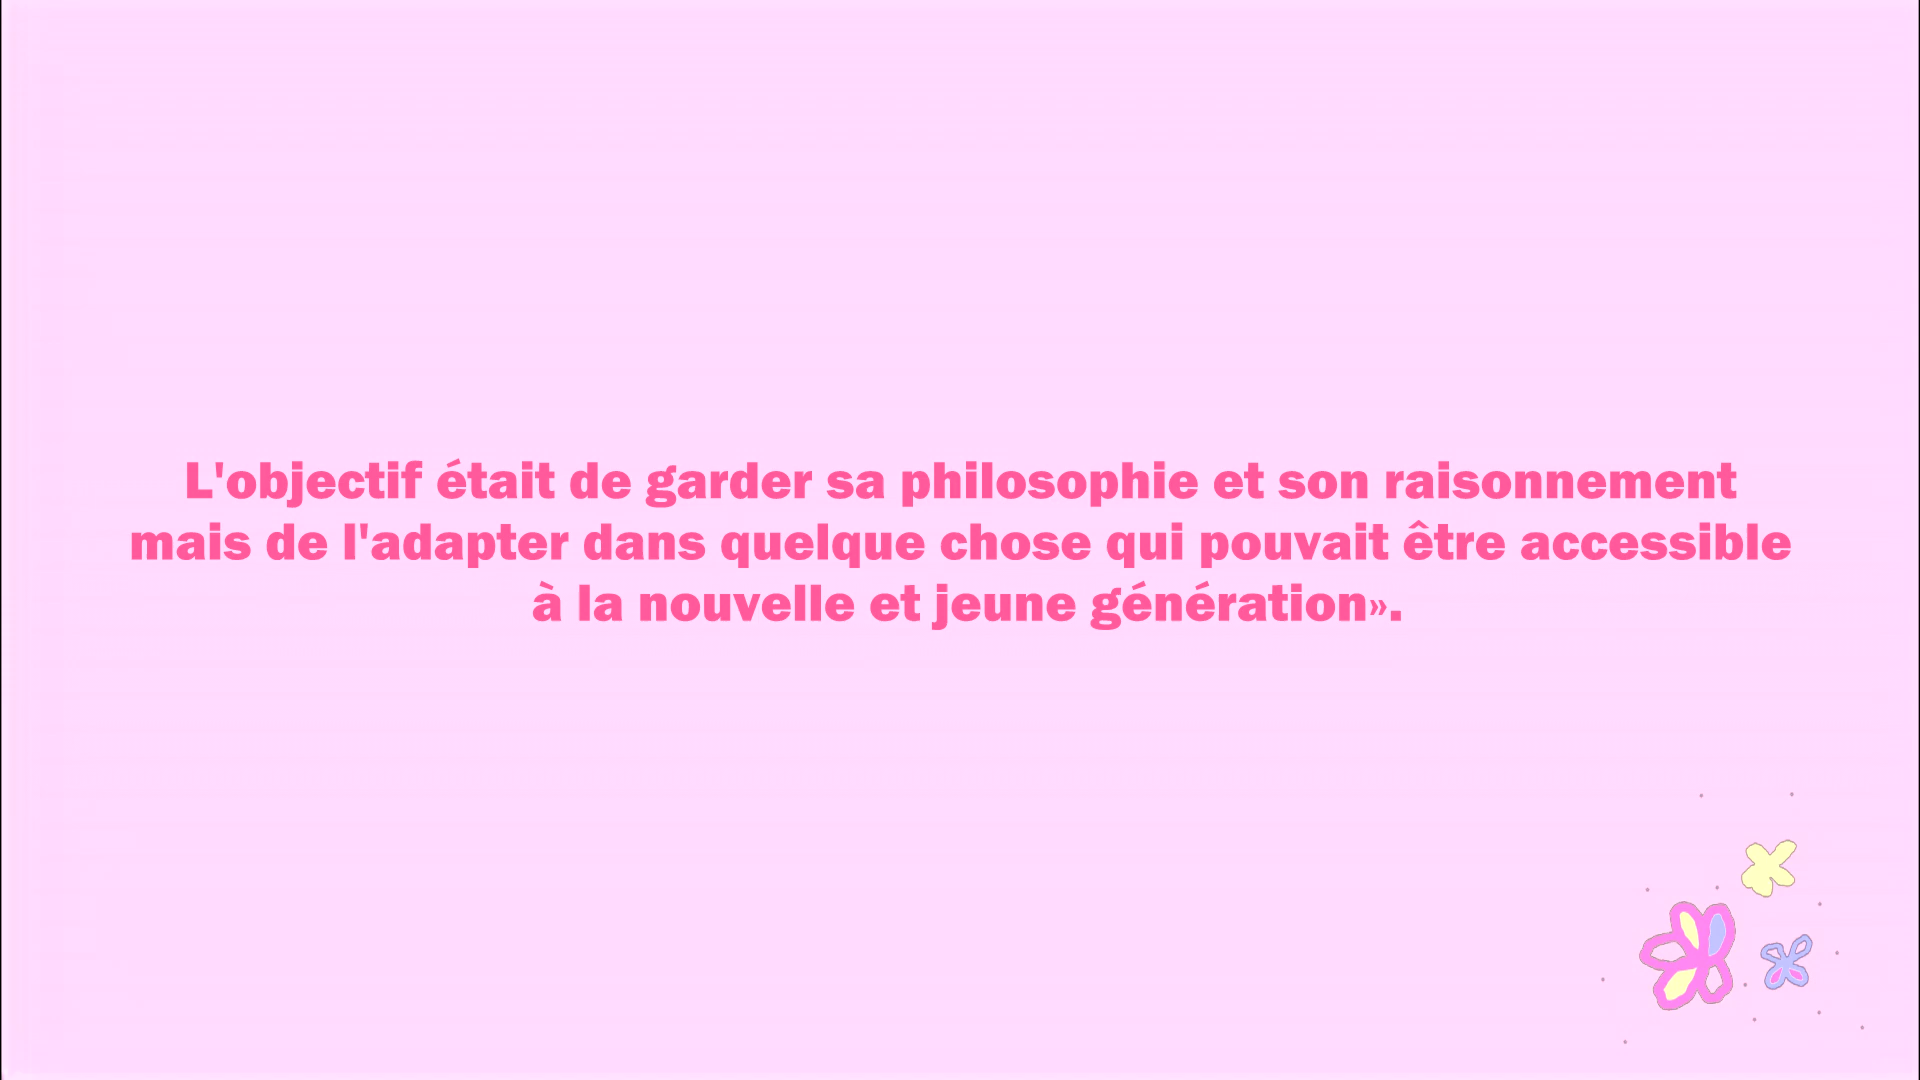 L'objectif était de garder sa philosophie et son raisonnement
mais de l'adapter dans quelque chose qui pouvait être accessible
à la nouvelle et jeune génération».